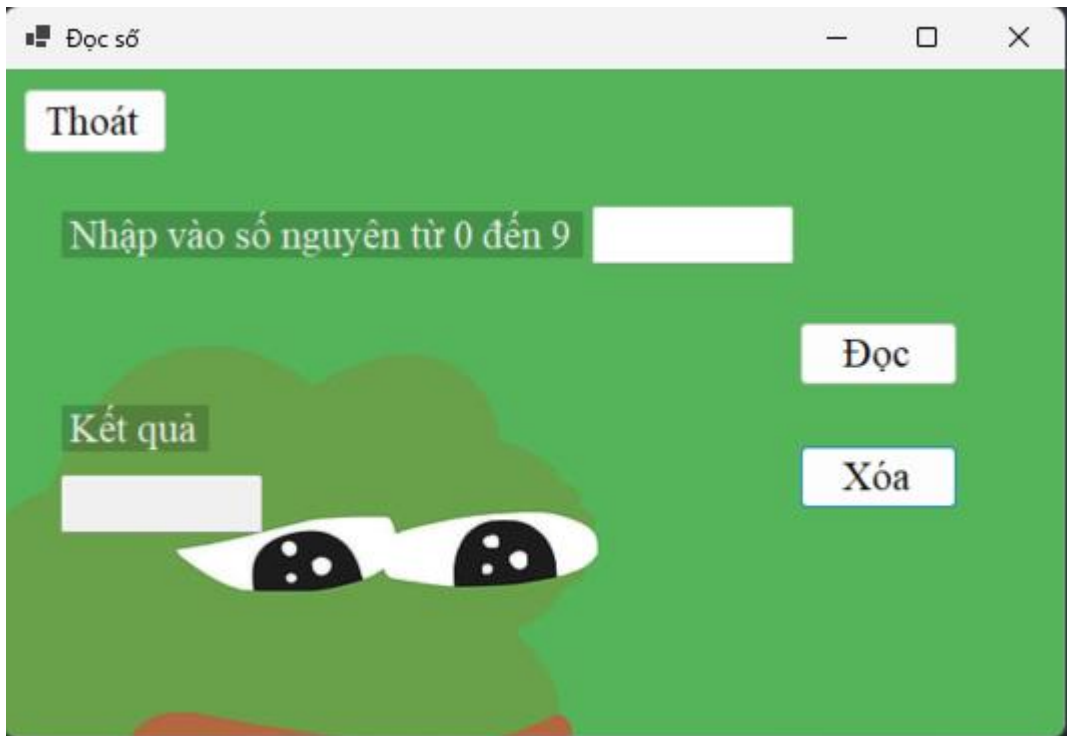 Đọc số
Thoát
Nhập vào số nguyên từ 0 đến 9
Đọc
Kết quả
Xóa